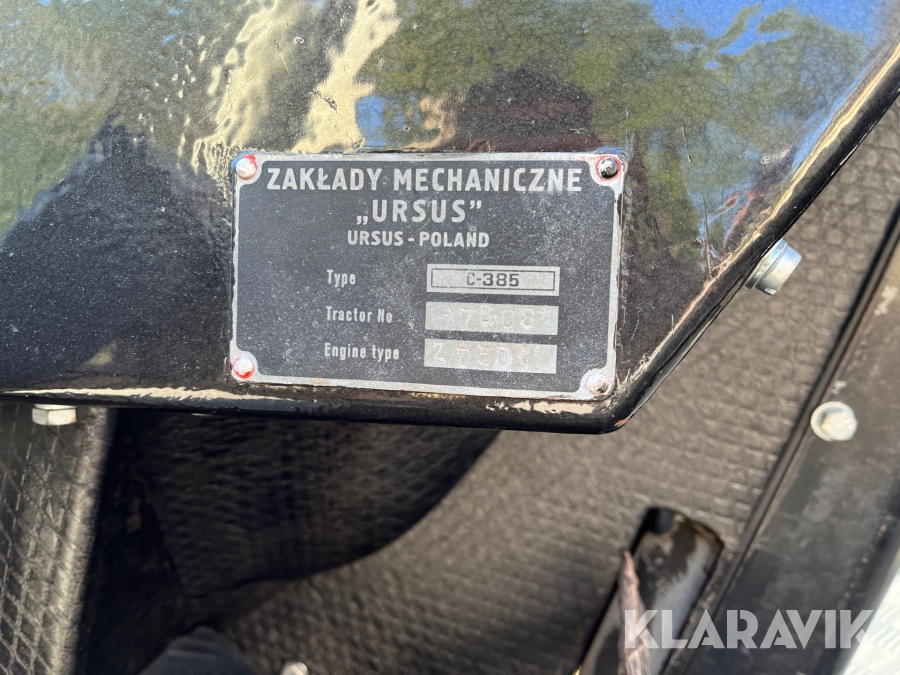 ZAKŁADY MECHANICZNE
„URSUS”
URSUS - POLAND
Type C-385
Tractor No
Engine type
KLARAVIK